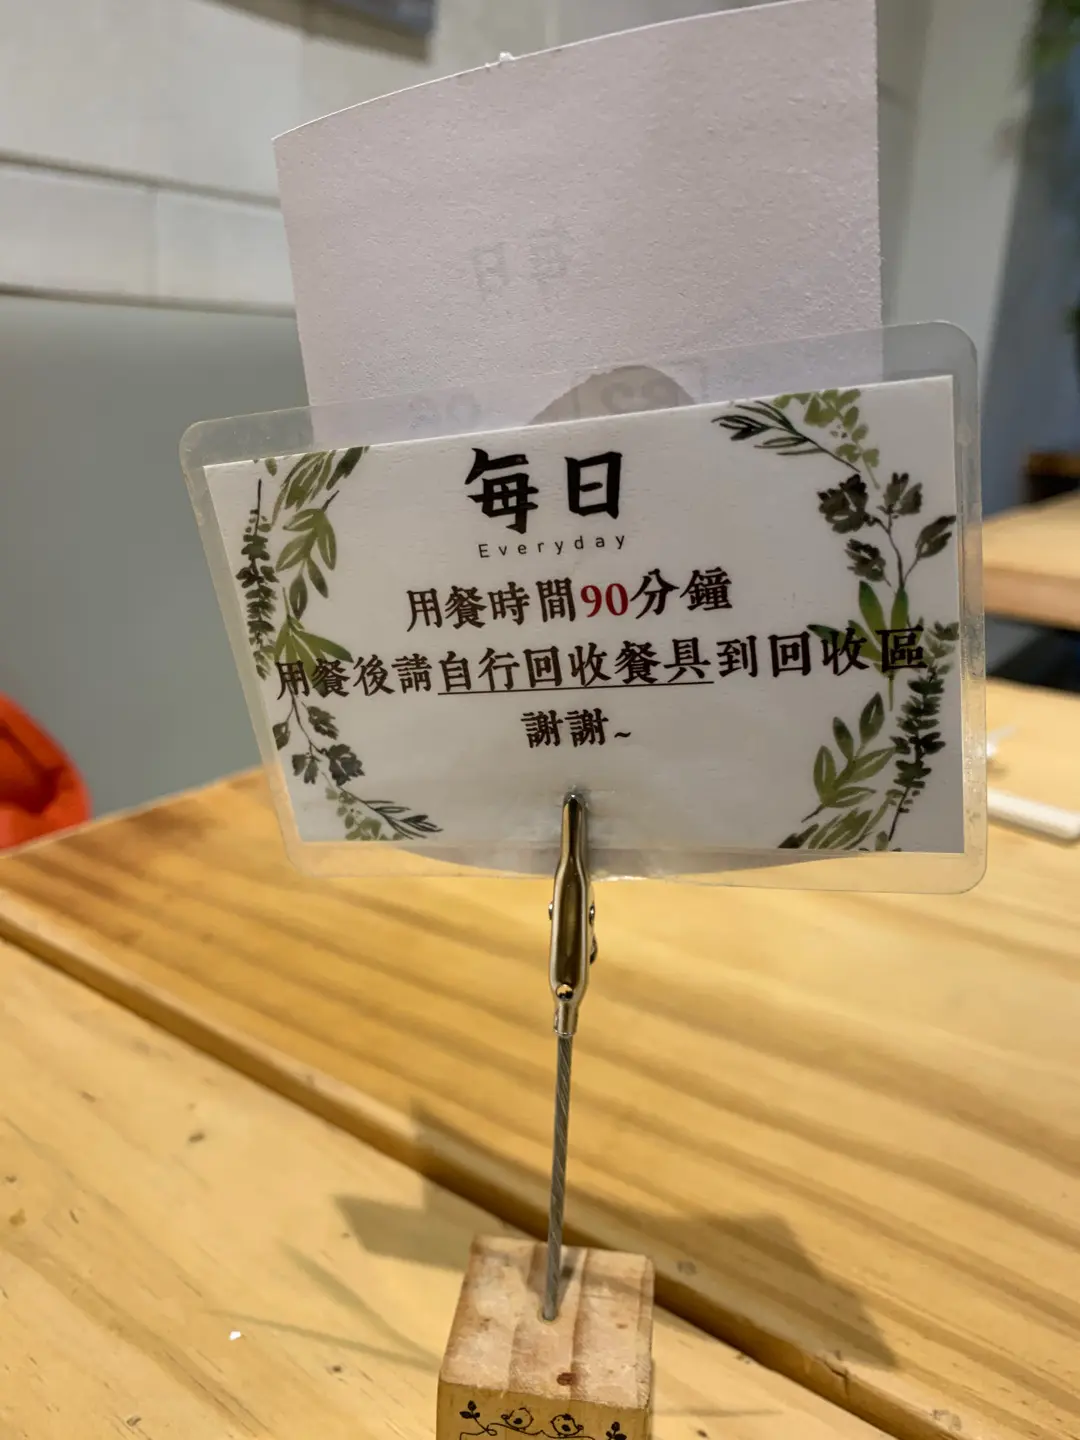 每日
Everyday
用餐時間90分鐘
用餐後請自行回收餐具到回收區
謝謝~